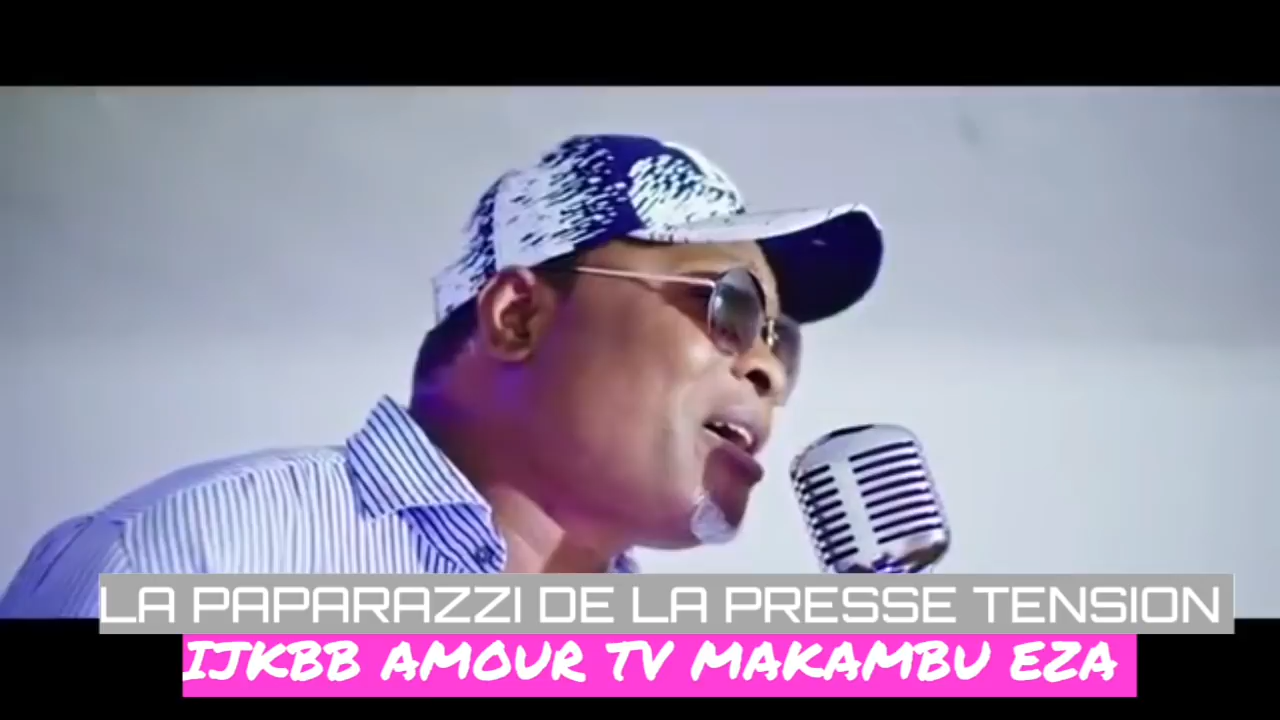 LA PAPARAZZI DE LA PRESSE TENSION
IJKBB AMOUR TV MAKAMBU EZA